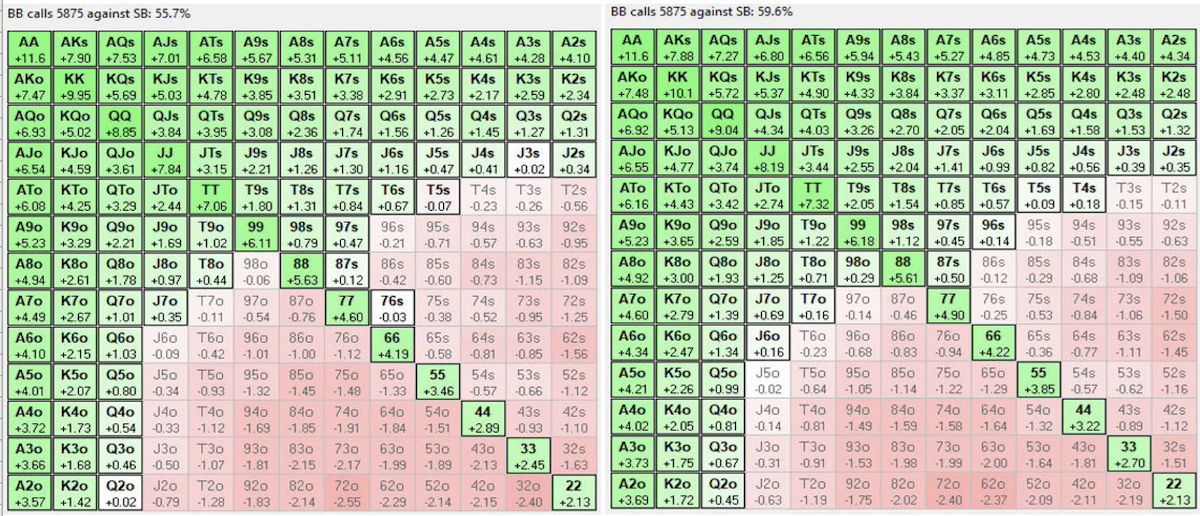 BB calls 5875 against SB: 55.7%
AA AKs AQs AJs ATs A9s A8s A7s A6s A5s A4s A3s A2s
+11.6 +7.90 +7.53 +7.01 +6.58 +5.67 +5.31 +5.11 +4.56 +4.47 +4.61 +4.28 +4.10
AKo KK KQs KJs KTs K9s K8s K7s K6s K5s K4s K3s K2s
+7.47 +9.95 +5.69 +5.03 +4.78 +3.85 +3.51 +3.38 +2.91 +2.73 +2.17 +2.59 +2.34
AQo KQo QQ QJs QTs Q9s Q8s Q7s Q6s Q5s Q4s Q3s Q2s
+6.93 +5.02 +8.85 +3.84 +3.95 +3.08 +2.36 +1.74 +1.56 +1.26 +1.45 +1.27 +1.31
AJo KJo QJo JJ JTs J9s J8s J7s J6s J5s J4s J3s J2s
+6.54 +4.59 +3.61 +7.84 +3.15 +2.21 +1.26 +1.30 +1.16 +0.47 +0.41 +0.02 +0.34
ATo KTo QTo JTo TT T9s T8s T7s T6s T5s T4s T3s T2s
+6.08 +4.25 +3.29 +2.44 +7.06 +1.80 +1.31 +0.84 +0.67 -0.07 -0.23 -0.26 -0.56
A9o K9o Q9o J9o T9o 99 98s 97s 96s 95s 94s 93s 92s
+5.23 +3.29 +2.21 +1.69 +1.02 +6.11 +0.79 +0.47 -0.21 -0.71 -0.57 -0.63 -0.95
A8o K8o Q8o J8o T8o 98o 88 87s 86s 85s 84s 83s 82s
+4.94 +2.61 +1.78 +0.97 +0.44 -0.06 +5.63 +0.12 -0.42 -0.60 -0.73 -1.15 -1.09
A7o K7o Q7o J7o T7o 97o 87o 77 76s 75s 74s 73s 72s
+4.49 +2.67 +1.01 +0.35 -0.11 -0.54 -0.76 +4.60 -0.03 -0.38 -0.52 -0.95 -1.25
A6o K6o Q6o J6o T6o 96o 86o 76o 66 65s 64s 63s 62s
+4.10 +2.15 +1.03 -0.09 -0.42 -1.01 -1.00 -1.12 +4.19 -0.58 -0.81 -0.85 -1.56
A5o K5o Q5o J5o T5o 95o 85o 75o 65o 55 54s 53s 52s
+4.01 +2.07 +0.80 -0.34 -0.93 -1.32 -1.45 -1.48 -1.33 +3.46 -0.57 -0.66 -1.12
A4o K4o Q4o J4o T4o 94o 84o 74o 64o 54o 44 43s 42s
+3.72 +1.73 +0.54 -0.33 -1.12 -1.69 -1.85 -1.91 -1.84 -1.51 +2.89 -0.93 -1.10
A3o K3o Q3o J3o T3o 93o 83o 73o 63o 53o 43o 33 32s
+3.66 +1.68 +0.46 -0.50 -1.07 -1.81 -2.15 -2.17 -1.99 -1.89 -2.13 +2.45 -1.63
A2o K2o Q2o J2o T2o 92o 82o 72o 62o 52o 42o 32o 22
+3.57 +1.42 +0.02 -0.79 -1.28 -1.83 -2.14 -2.55 -2.29 -2.14 -2.15 -2.40 +2.13
BB calls 5875 against SB: 59.6%
AA AKs AQs AJs ATs A9s A8s A7s A6s A5s A4s A3s A2s
+11.6 +7.88 +7.27 +6.80 +6.56 +5.94 +5.43 +5.27 +4.85 +4.73 +4.53 +4.40 +4.34
AKo KK KQs KJs KTs K9s K8s K7s K6s K5s K4s K3s K2s
+7.48 +10.1 +5.72 +5.37 +4.90 +4.33 +3.84 +3.37 +3.11 +2.85 +2.80 +2.48 +2.48
AQo KQo QQ QJs QTs Q9s Q8s Q7s Q6s Q5s Q4s Q3s Q2s
+6.92 +5.13 +9.04 +4.34 +4.03 +3.26 +2.70 +2.05 +2.04 +1.69 +1.58 +1.53 +1.32
AJo KJo QJo JJ JTs J9s J8s J7s J6s J5s J4s J3s J2s
+6.55 +4.77 +3.74 +8.19 +3.44 +2.55 +2.04 +1.41 +0.99 +0.82 +0.56 +0.39 +0.35
ATo KTo QTo JTo TT T9s T8s T7s T6s T5s T4s T3s T2s
+6.16 +4.43 +3.42 +2.74 +7.32 +2.05 +1.54 +0.85 +0.57 +0.09 +0.18 -0.15 -0.11
A9o K9o Q9o J9o T9o 99 98s 97s 96s 95s 94s 93s 92s
+5.23 +3.65 +2.59 +1.85 +1.22 +6.18 +1.12 +0.45 +0.14 -0.18 -0.51 -0.55 -0.63
A8o K8o Q8o J8o T8o 98o 88 87s 86s 85s 84s 83s 82s
+4.92 +3.00 +1.93 +1.25 +0.71 +0.29 +5.61 +0.50 -0.12 -0.29 -0.68 -1.09 -1.06
A7o K7o Q7o J7o T7o 97o 87o 77 76s 75s 74s 73s 72s
+4.60 +2.79 +1.39 +0.69 +0.16 -0.14 -0.46 +4.90 -0.25 -0.53 -0.84 -1.06 -1.50
A6o K6o Q6o J6o T6o 96o 86o 76o 66 65s 64s 63s 62s
+4.34 +2.47 +1.34 +0.16 -0.23 -0.68 -0.83 -0.94 +4.22 -0.36 -0.77 -1.11 -1.45
A5o K5o Q5o J5o T5o 95o 85o 75o 65o 55 54s 53s 52s
+4.21 +2.26 +0.99 -0.02 -0.64 -1.05 -1.14 -1.22 -1.29 +3.85 -0.57 -0.62 -1.16
A4o K4o Q4o J4o T4o 94o 84o 74o 64o 54o 44 43s 42s
+4.02 +2.05 +0.81 -0.14 -0.81 -1.49 -1.59 -1.58 -1.64 -1.32 +3.22 -0.89 -1.12
A3o K3o Q3o J3o T3o 93o 83o 73o 63o 53o 43o 33 32s
+3.73 +1.75 +0.67 -0.31 -0.91 -1.53 -1.98 -1.99 -2.00 -1.64 -1.81 +2.70 -1.51
A2o K2o Q2o J2o T2o 92o 82o 72o 62o 52o 42o 32o 22
+3.69 +1.72 +0.45 -0.63 -1.19 -1.75 -2.02 -2.40 -2.37 -2.09 -2.11 -2.19 +2.13